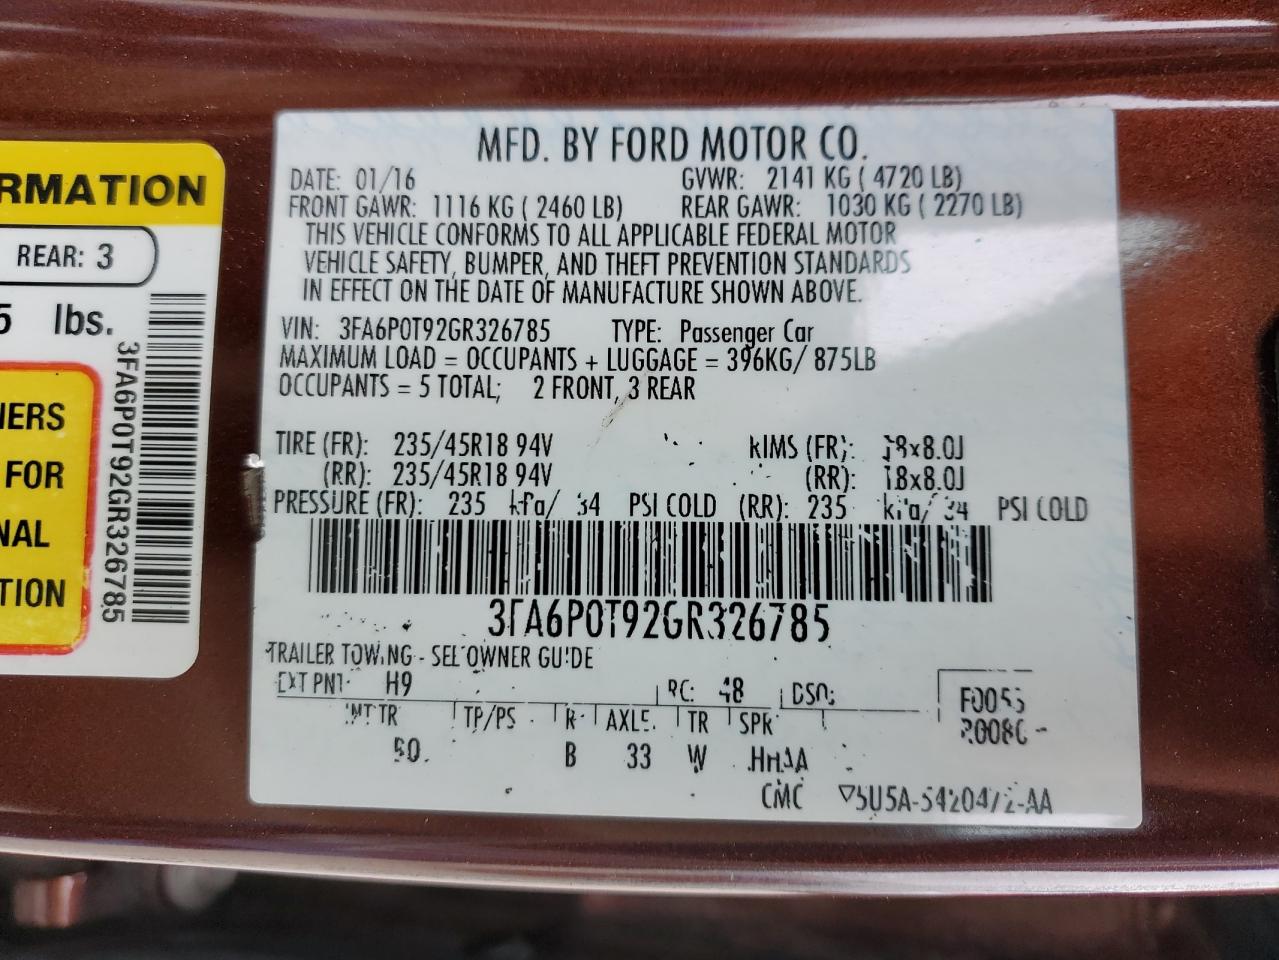 RMATION
REAR: 3
5 lbs.
3FA6P0T92GR326785
NERS
FOR
NAL
TION
MFD. BY FORD MOTOR CO.
DATE: 01/16 GVWR: 2141 KG ( 4720 LB)
FRONT GAWR: 1116 KG ( 2460 LB) REAR GAWR: 1030 KG ( 2270 LB)
THIS VEHICLE CONFORMS TO ALL APPLICABLE FEDERAL MOTOR
VEHICLE SAFETY, BUMPER, AND THEFT PREVENTION STANDARDS
IN EFFECT ON THE DATE OF MANUFACTURE SHOWN ABOVE.
VIN: 3FA6P0T92GR326785 TYPE: Passenger Car
MAXIMUM LOAD = OCCUPANTS + LUGGAGE = 396KG/ 875LB
OCCUPANTS = 5 TOTAL; 2 FRONT, 3 REAR
TIRE (FR): 235/45R18 94V RIMS (FR): 18x8.0J
(RR): 235/45R18 94V (RR): 18x8.0J
PRESSURE (FR): 235 kPa/ 34 PSI COLD (RR): 235 kPa/ 34 PSI COLD
3FA6P0T92GR326785
TRAILER TOWING - SEE OWNER GUIDE
EXT PNT: H9 RC: 48 DSO:
INT TR TP/PS R AXLE TR SPR
B 33 W
CMC